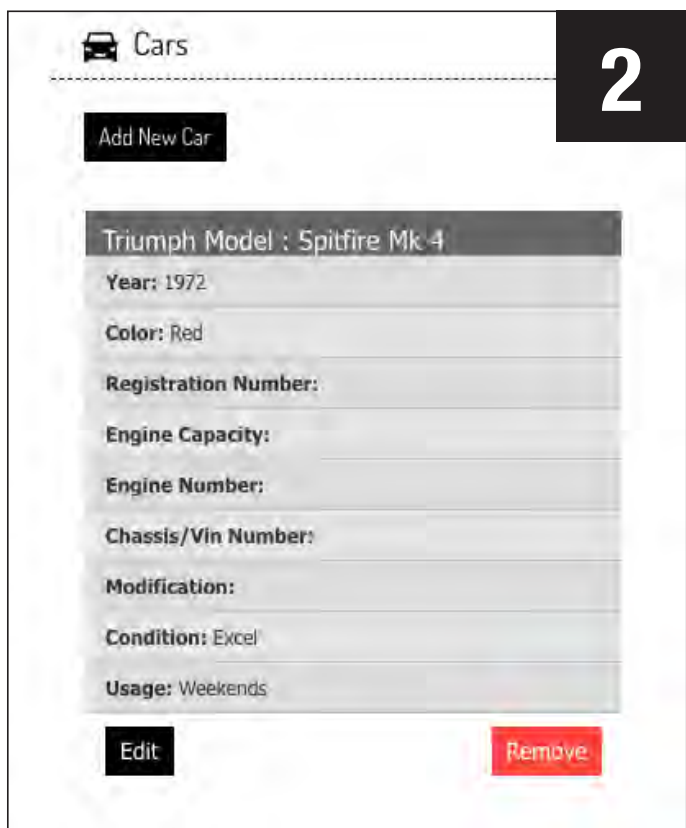 Cars
2
Add New Car
Triumph Model : Spitfire Mk 4
Year: 1972
Color: Red
Registration Number:
Engine Capacity:
Engine Number:
Chassis/Vin Number:
Modification:
Condition: Excel
Usage: Weekends
Edit
Remove